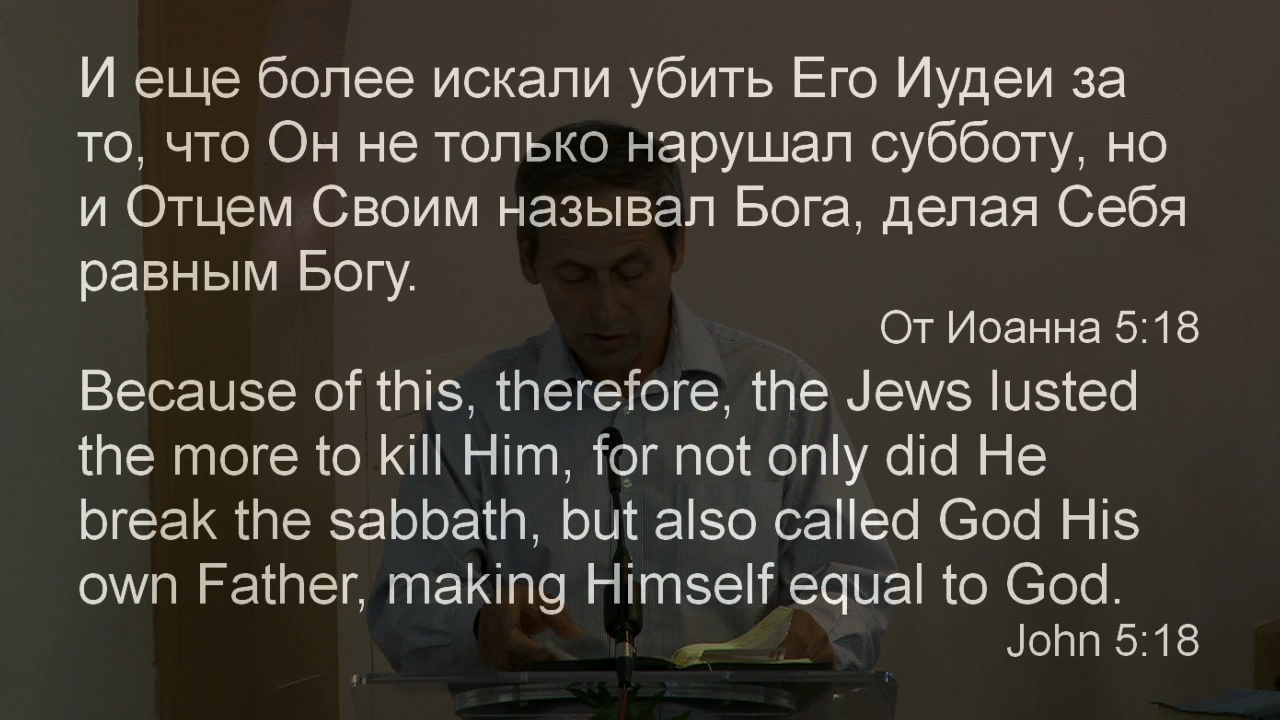 И еще более искали убить Его Иудеи за
то, что Он не только нарушал субботу, но
и Отцем Своим называл Бога, делая Себя
равным Богу.
От Иоанна 5:18
Because of this, therefore, the Jews lusted
the more to kill Him, for not only did He
break the sabbath, but also called God His
own Father, making Himself equal to God.
John 5:18